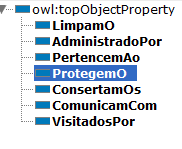 owl:topObjectProperty
LimpamO
AdministradoPor
PertencemAo
ProtegemO
ConsertamOs
ComunicamCom
VisitadosPor